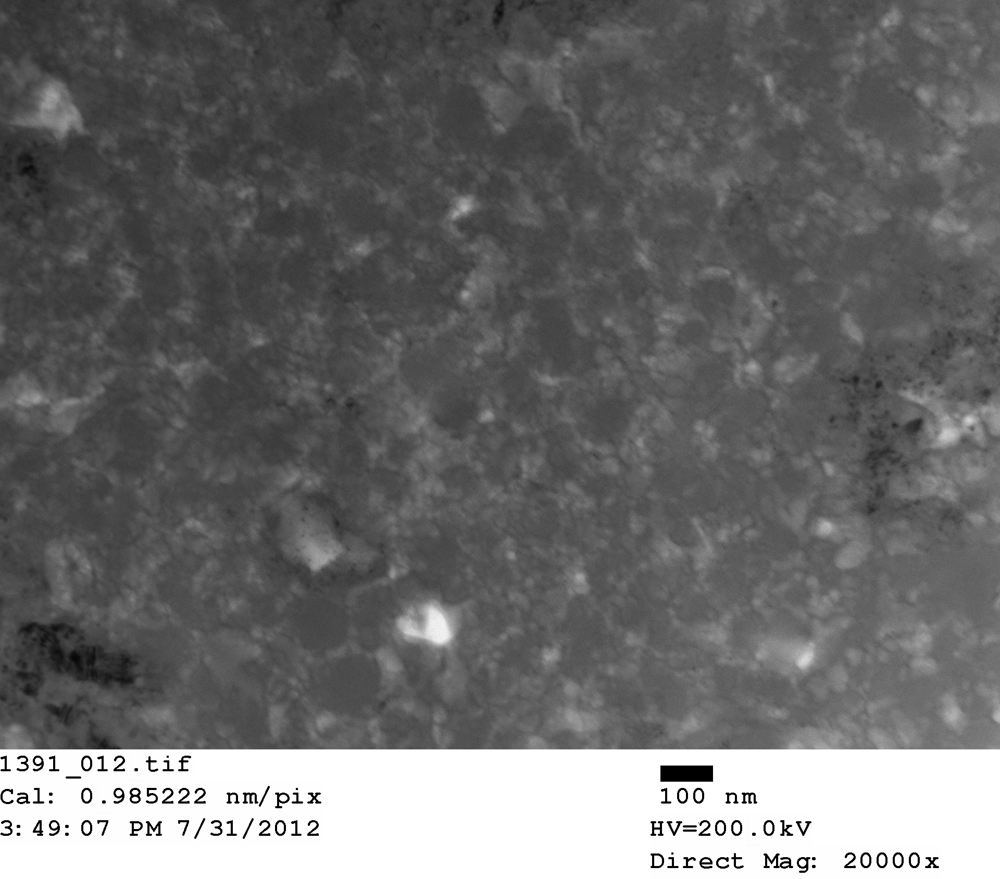 1391_012.tif
Cal: 0.985222 nm/pix
3:49:07 PM 7/31/2012
100 nm
HV=200.0kV
Direct Mag: 20000x